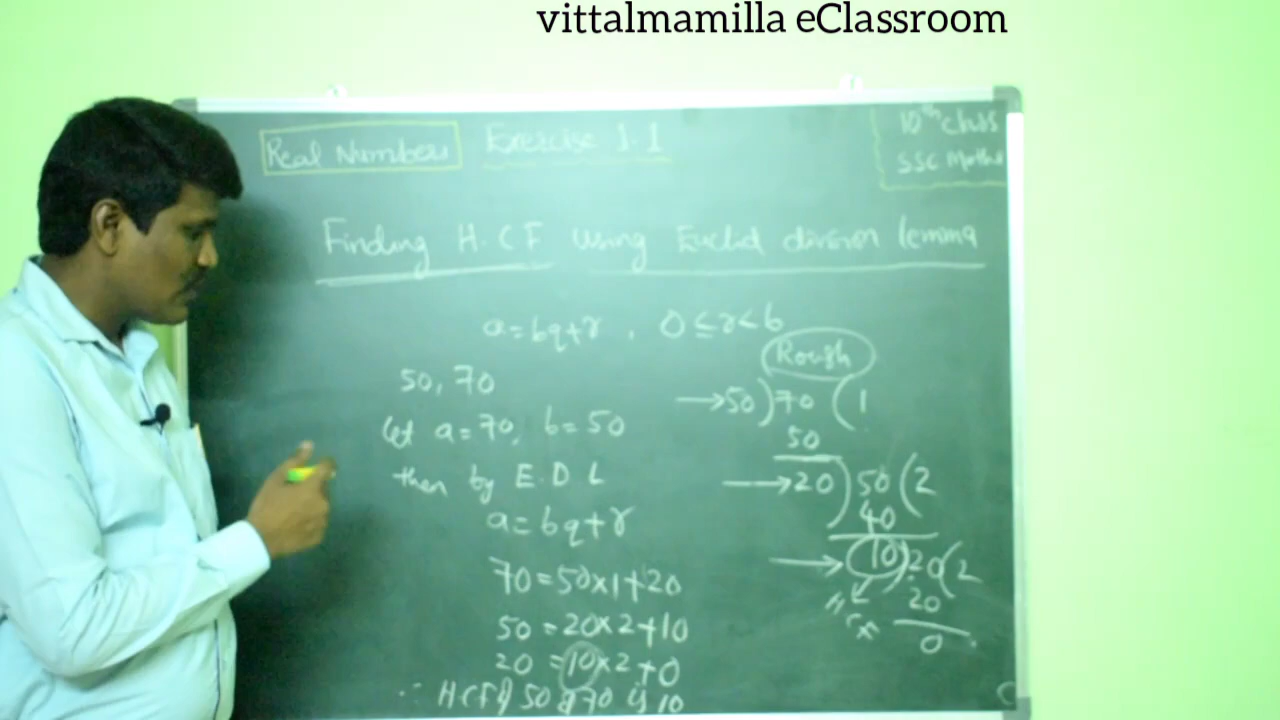 vittalmamilla eClassroom
Real Numbers Exercise 1.1
10th Class
SSC Maths
Finding H.C.F using Euclid division lemma
a=bq+r, 0≤r<b
Rough
50, 70
→50)70(1
let a=70, b=50
50
then by E.D L
→20)50(2
40
a=bq+r
→10)20(2
70=50×1+20
20
H.C.F
0
50=20×2+10
20=10×2+0
∴ HCF of 50 & 70 is 10